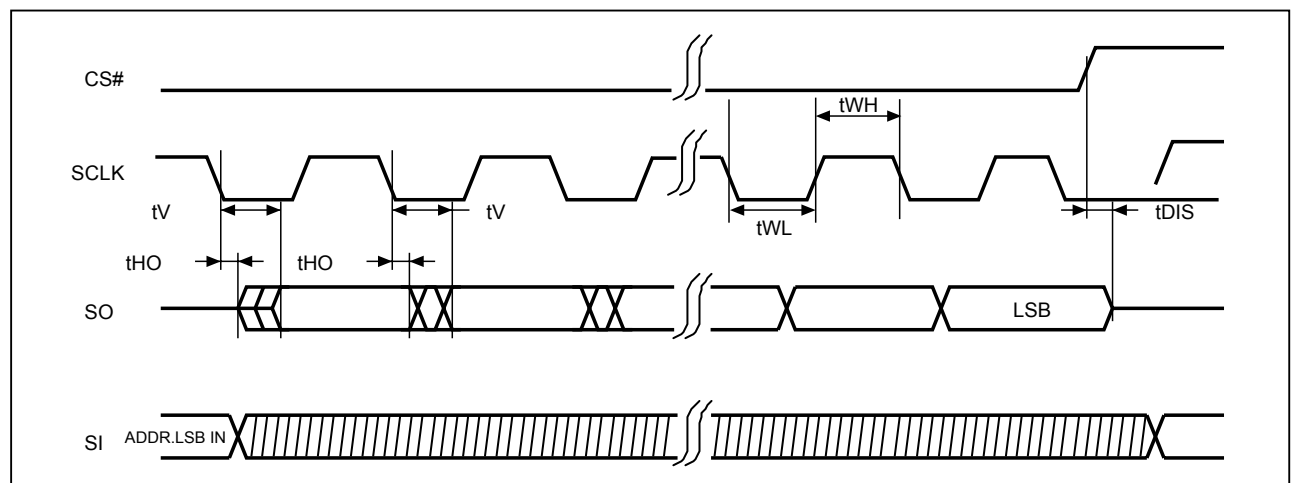 CS#
tWH
SCLK
tV
tV
tWL
tDIS
tHO
tHO
SO
LSB
SI
ADDR.LSB IN